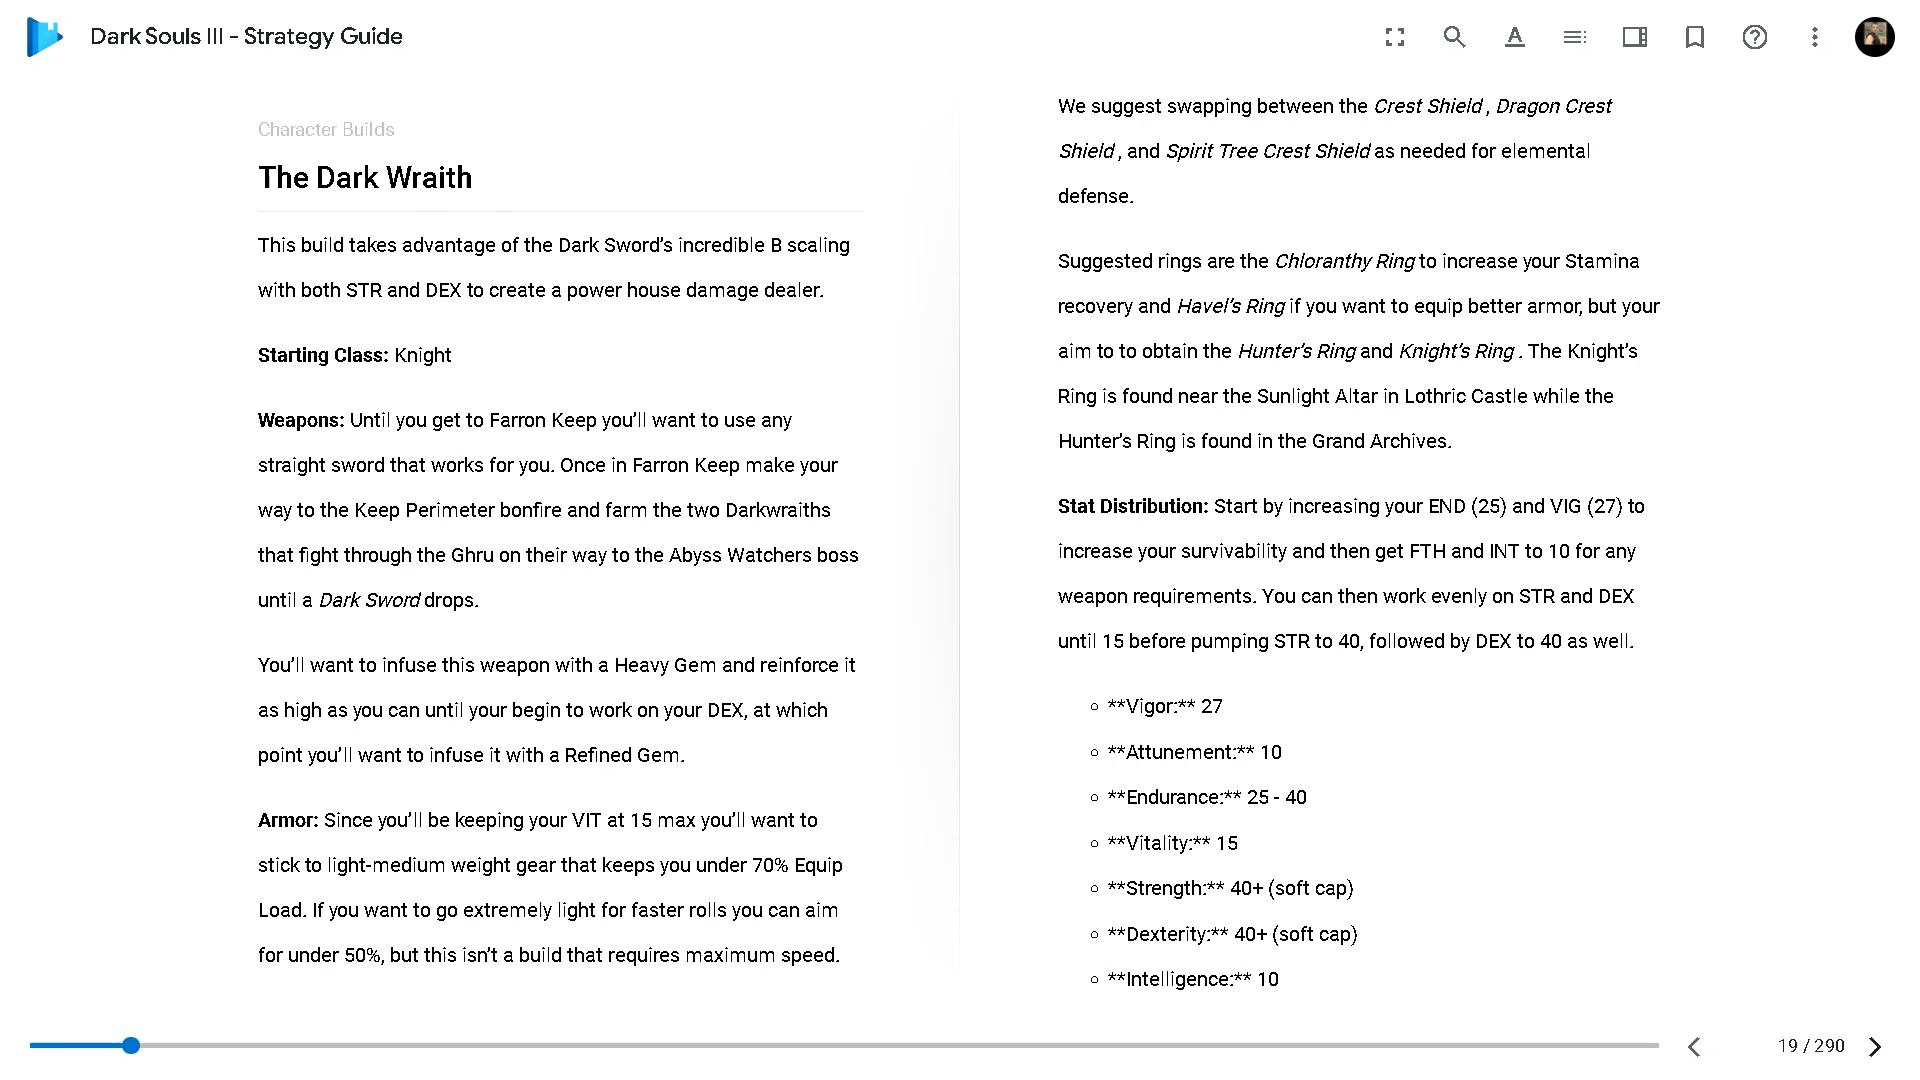 Dark Souls III - Strategy Guide
Character Builds
The Dark Wraith
This build takes advantage of the Dark Sword's incredible B scaling
with both STR and DEX to create a power house damage dealer.
Starting Class: Knight
Weapons: Until you get to Farron Keep you'll want to use any
straight sword that works for you. Once in Farron Keep make your
way to the Keep Perimeter bonfire and farm the two Darkwraiths
that fight through the Ghru on their way to the Abyss Watchers boss
until a Dark Sword drops.
You'll want to infuse this weapon with a Heavy Gem and reinforce it
as high as you can until your begin to work on your DEX, at which
point you'll want to infuse it with a Refined Gem.
Armor: Since you'll be keeping your VIT at 15 max you'll want to
stick to light-medium weight gear that keeps you under 70% Equip
Load. If you want to go extremely light for faster rolls you can aim
for under 50%, but this isn't a build that requires maximum speed.
We suggest swapping between the Crest Shield , Dragon Crest
Shield , and Spirit Tree Crest Shield as needed for elemental
defense.
Suggested rings are the Chloranthy Ring to increase your Stamina
recovery and Havel's Ring if you want to equip better armor, but your
aim to to obtain the Hunter's Ring and Knight's Ring . The Knight's
Ring is found near the Sunlight Altar in Lothric Castle while the
Hunter's Ring is found in the Grand Archives.
Stat Distribution: Start by increasing your END (25) and VIG (27) to
increase your survivability and then get FTH and INT to 10 for any
weapon requirements. You can then work evenly on STR and DEX
until 15 before pumping STR to 40, followed by DEX to 40 as well.
○ **Vigor:** 27
○ **Attunement:** 10
○ **Endurance:** 25 - 40
○ **Vitality:** 15
○ **Strength:** 40+ (soft cap)
○ **Dexterity:** 40+ (soft cap)
○ **Intelligence:** 10
19 / 290